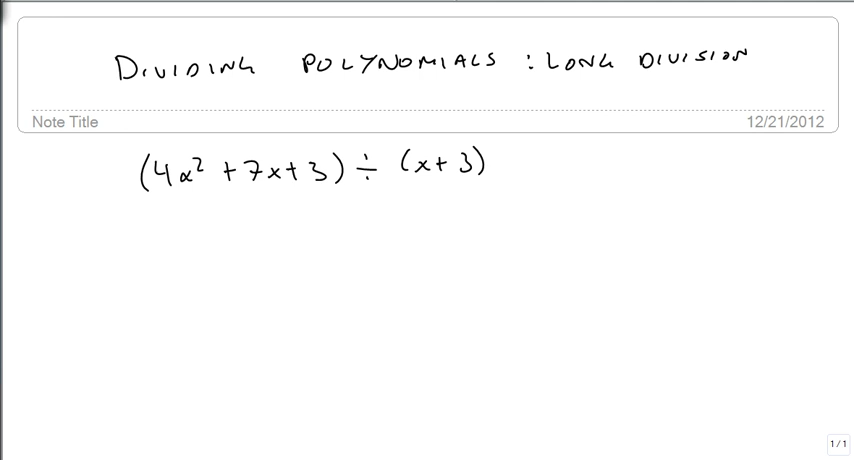 DIVIDING POLYNOMIALS : LONG DIVISION
Note Title 12/21/2012
(4x² + 7x + 3) ÷ (x + 3)
1 / 1